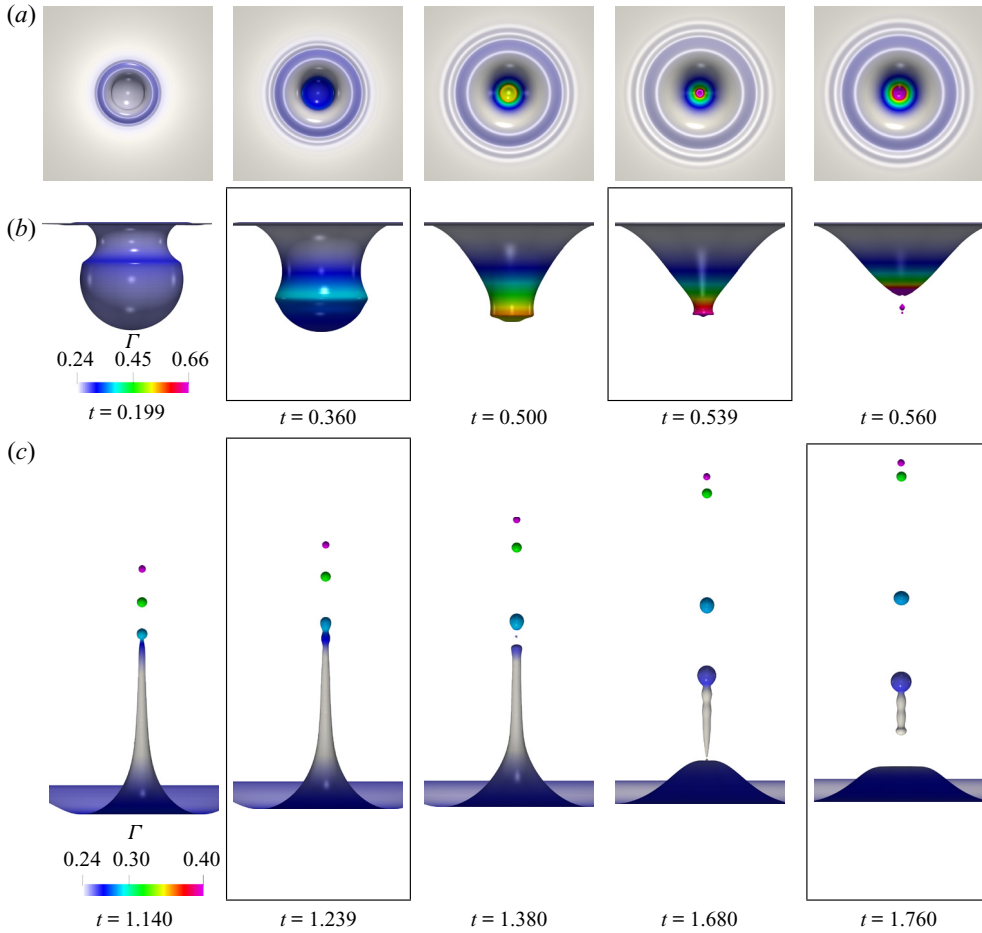 (a)
(b)
Γ
0.24 0.45 0.66
t = 0.199 t = 0.360 t = 0.500 t = 0.539 t = 0.560
(c)
Γ
0.24 0.30 0.40
t = 1.140 t = 1.239 t = 1.380 t = 1.680 t = 1.760